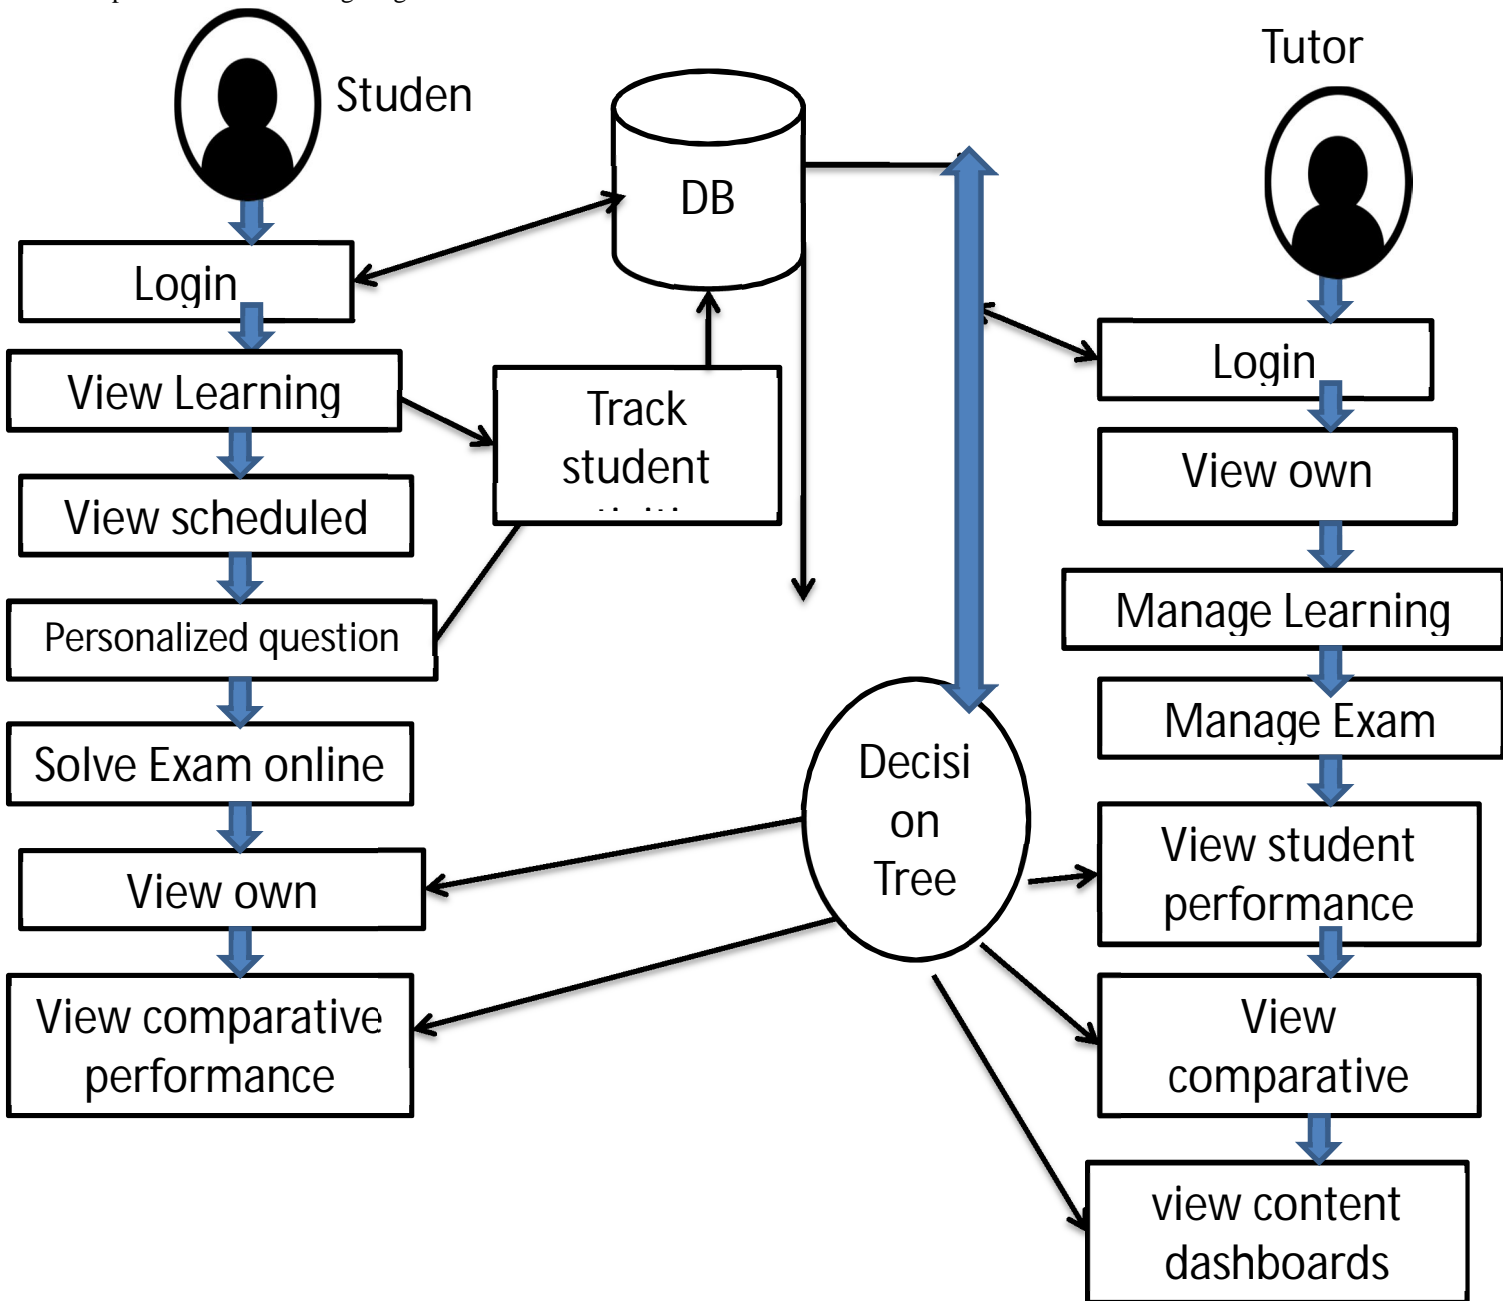 Studen
Tutor
DB
Login
View Learning
View scheduled
Personalized question
Solve Exam online
View own
View comparative
performance
Track
student
Decisi
on
Tree
Login
View own
Manage Learning
Manage Exam
View student
performance
View
comparative
view content
dashboards